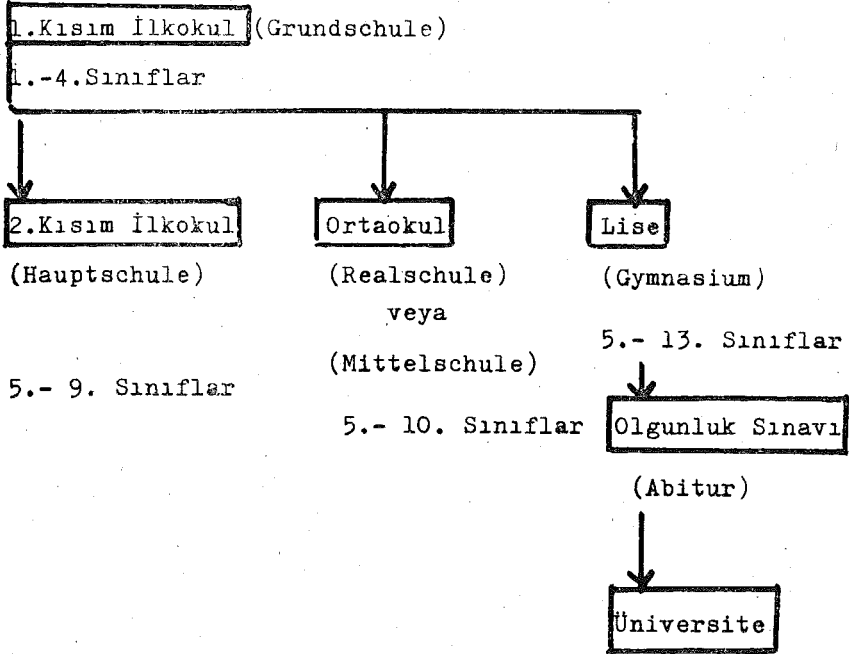 1.Kısım İlkokul (Grundschule)
1.-4.Sınıflar
2.Kısım İlkokul
(Hauptschule)
5.- 9. Sınıflar
Ortaokul
(Realschule)
veya
(Mittelschule)
5.- 10. Sınıflar
Lise
(Gymnasium)
5.- 13. Sınıflar
Olgunluk Sınavı
(Abitur)
Üniversite